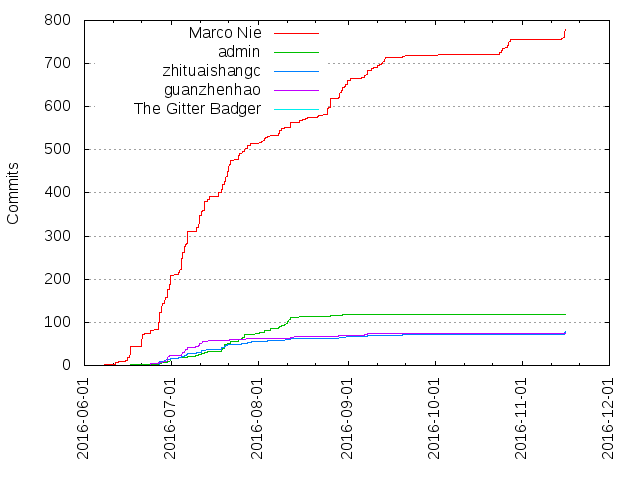 800
700
600
500
400
300
200
100
0
Commits
Marco Nie
admin
zhituaishangc
guanzhenhao
The Gitter Badger
2016-06-01
2016-07-01
2016-08-01
2016-09-01
2016-10-01
2016-11-01
2016-12-01